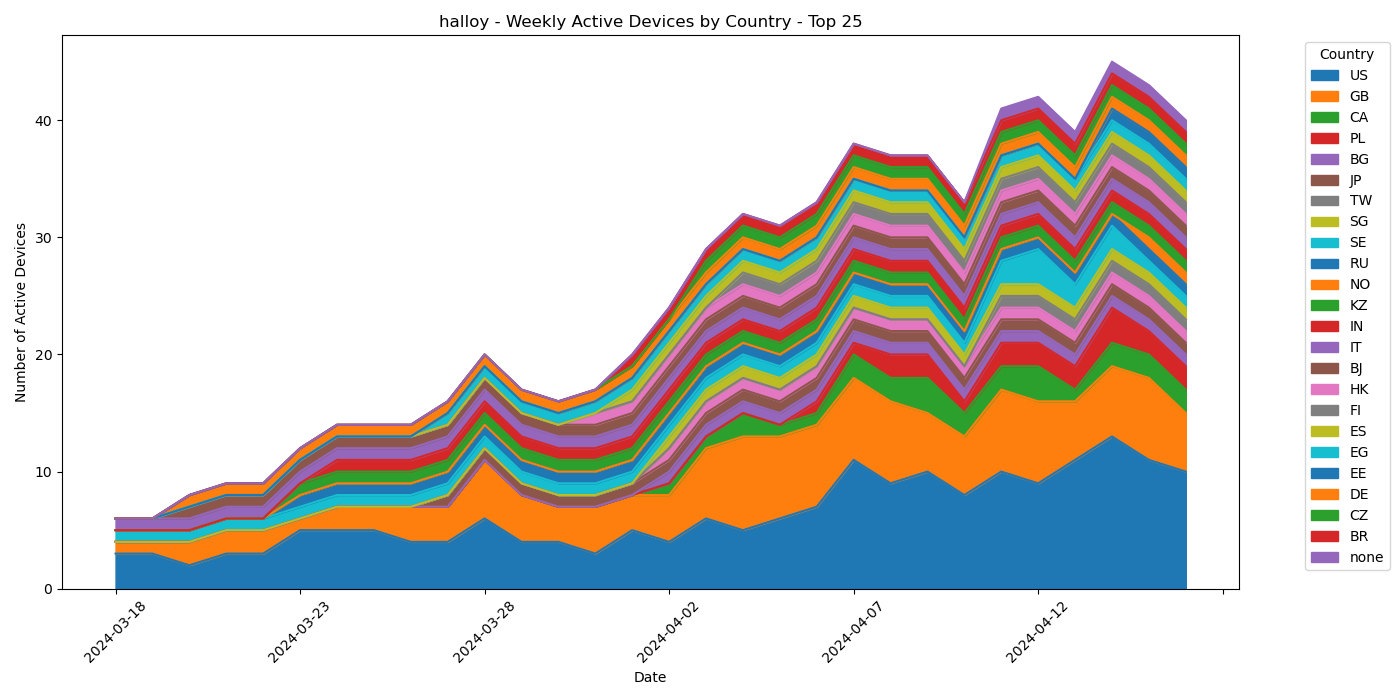 halloy - Weekly Active Devices by Country - Top 25
Number of Active Devices
40
30
20
10
0
2024-03-18
2024-03-23
2024-03-28
2024-04-02
2024-04-07
2024-04-12
Date
Country
US
GB
CA
PL
BG
JP
TW
SG
SE
RU
NO
KZ
IN
IT
BJ
HK
FI
ES
EG
EE
DE
CZ
BR
none